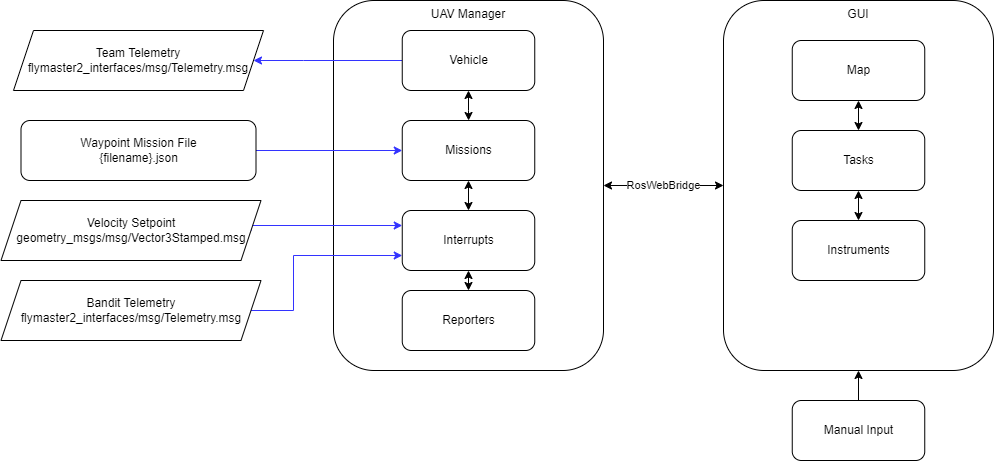 UAV Manager
GUI
Team Telemetry
flymaster2_interfaces/msg/Telemetry.msg
Vehicle
Map
Waypoint Mission File
{filename}.json
Missions
Tasks
RosWebBridge
Velocity Setpoint
geometry_msgs/msg/Vector3Stamped.msg
Interrupts
Instruments
Bandit Telemetry
flymaster2_interfaces/msg/Telemetry.msg
Reporters
Manual Input